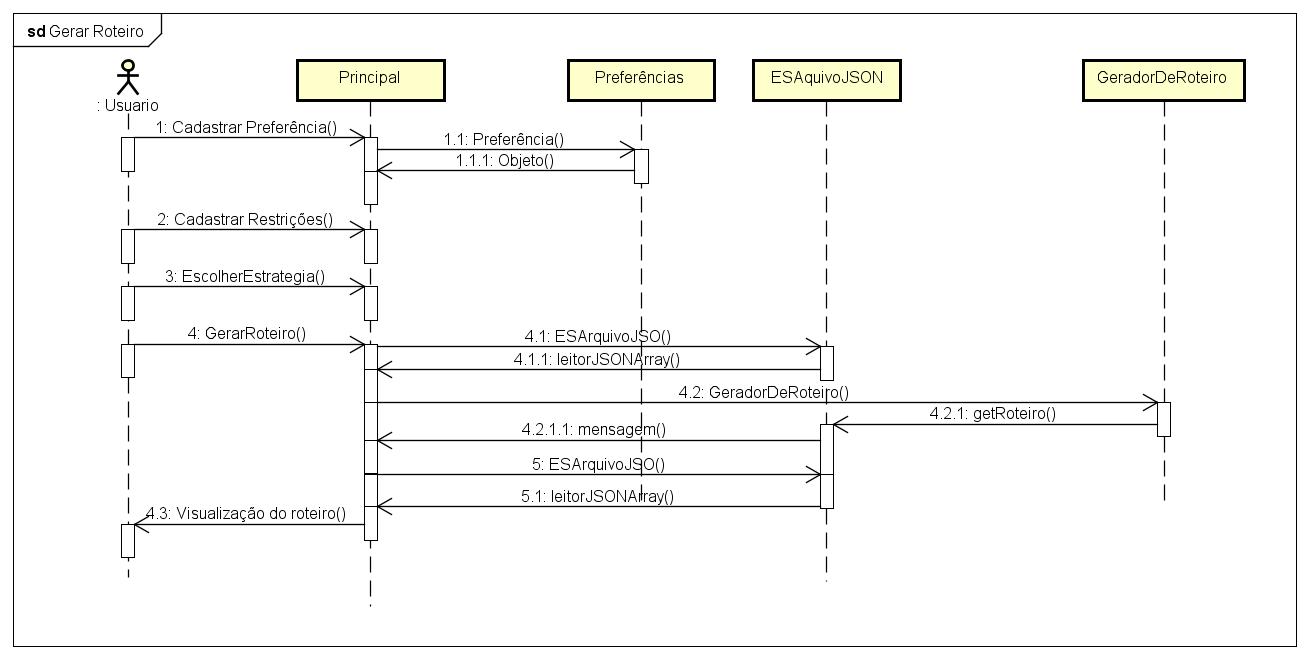 sd Gerar Roteiro
: Usuario
Principal
Preferências
ESAquivoJSON
GeradorDeRoteiro
1: Cadastrar Preferência()
1.1: Preferência()
1.1.1: Objeto()
2: Cadastrar Restrições()
3: EscolherEstrategia()
4: GerarRoteiro()
4.1: ESArquivoJSO()
4.1.1: leitorJSONArray()
4.2: GeradorDeRoteiro()
4.2.1: getRoteiro()
4.2.1.1: mensagem()
5: ESArquivoJSO()
5.1: leitorJSONArray()
4.3: Visualização do roteiro()